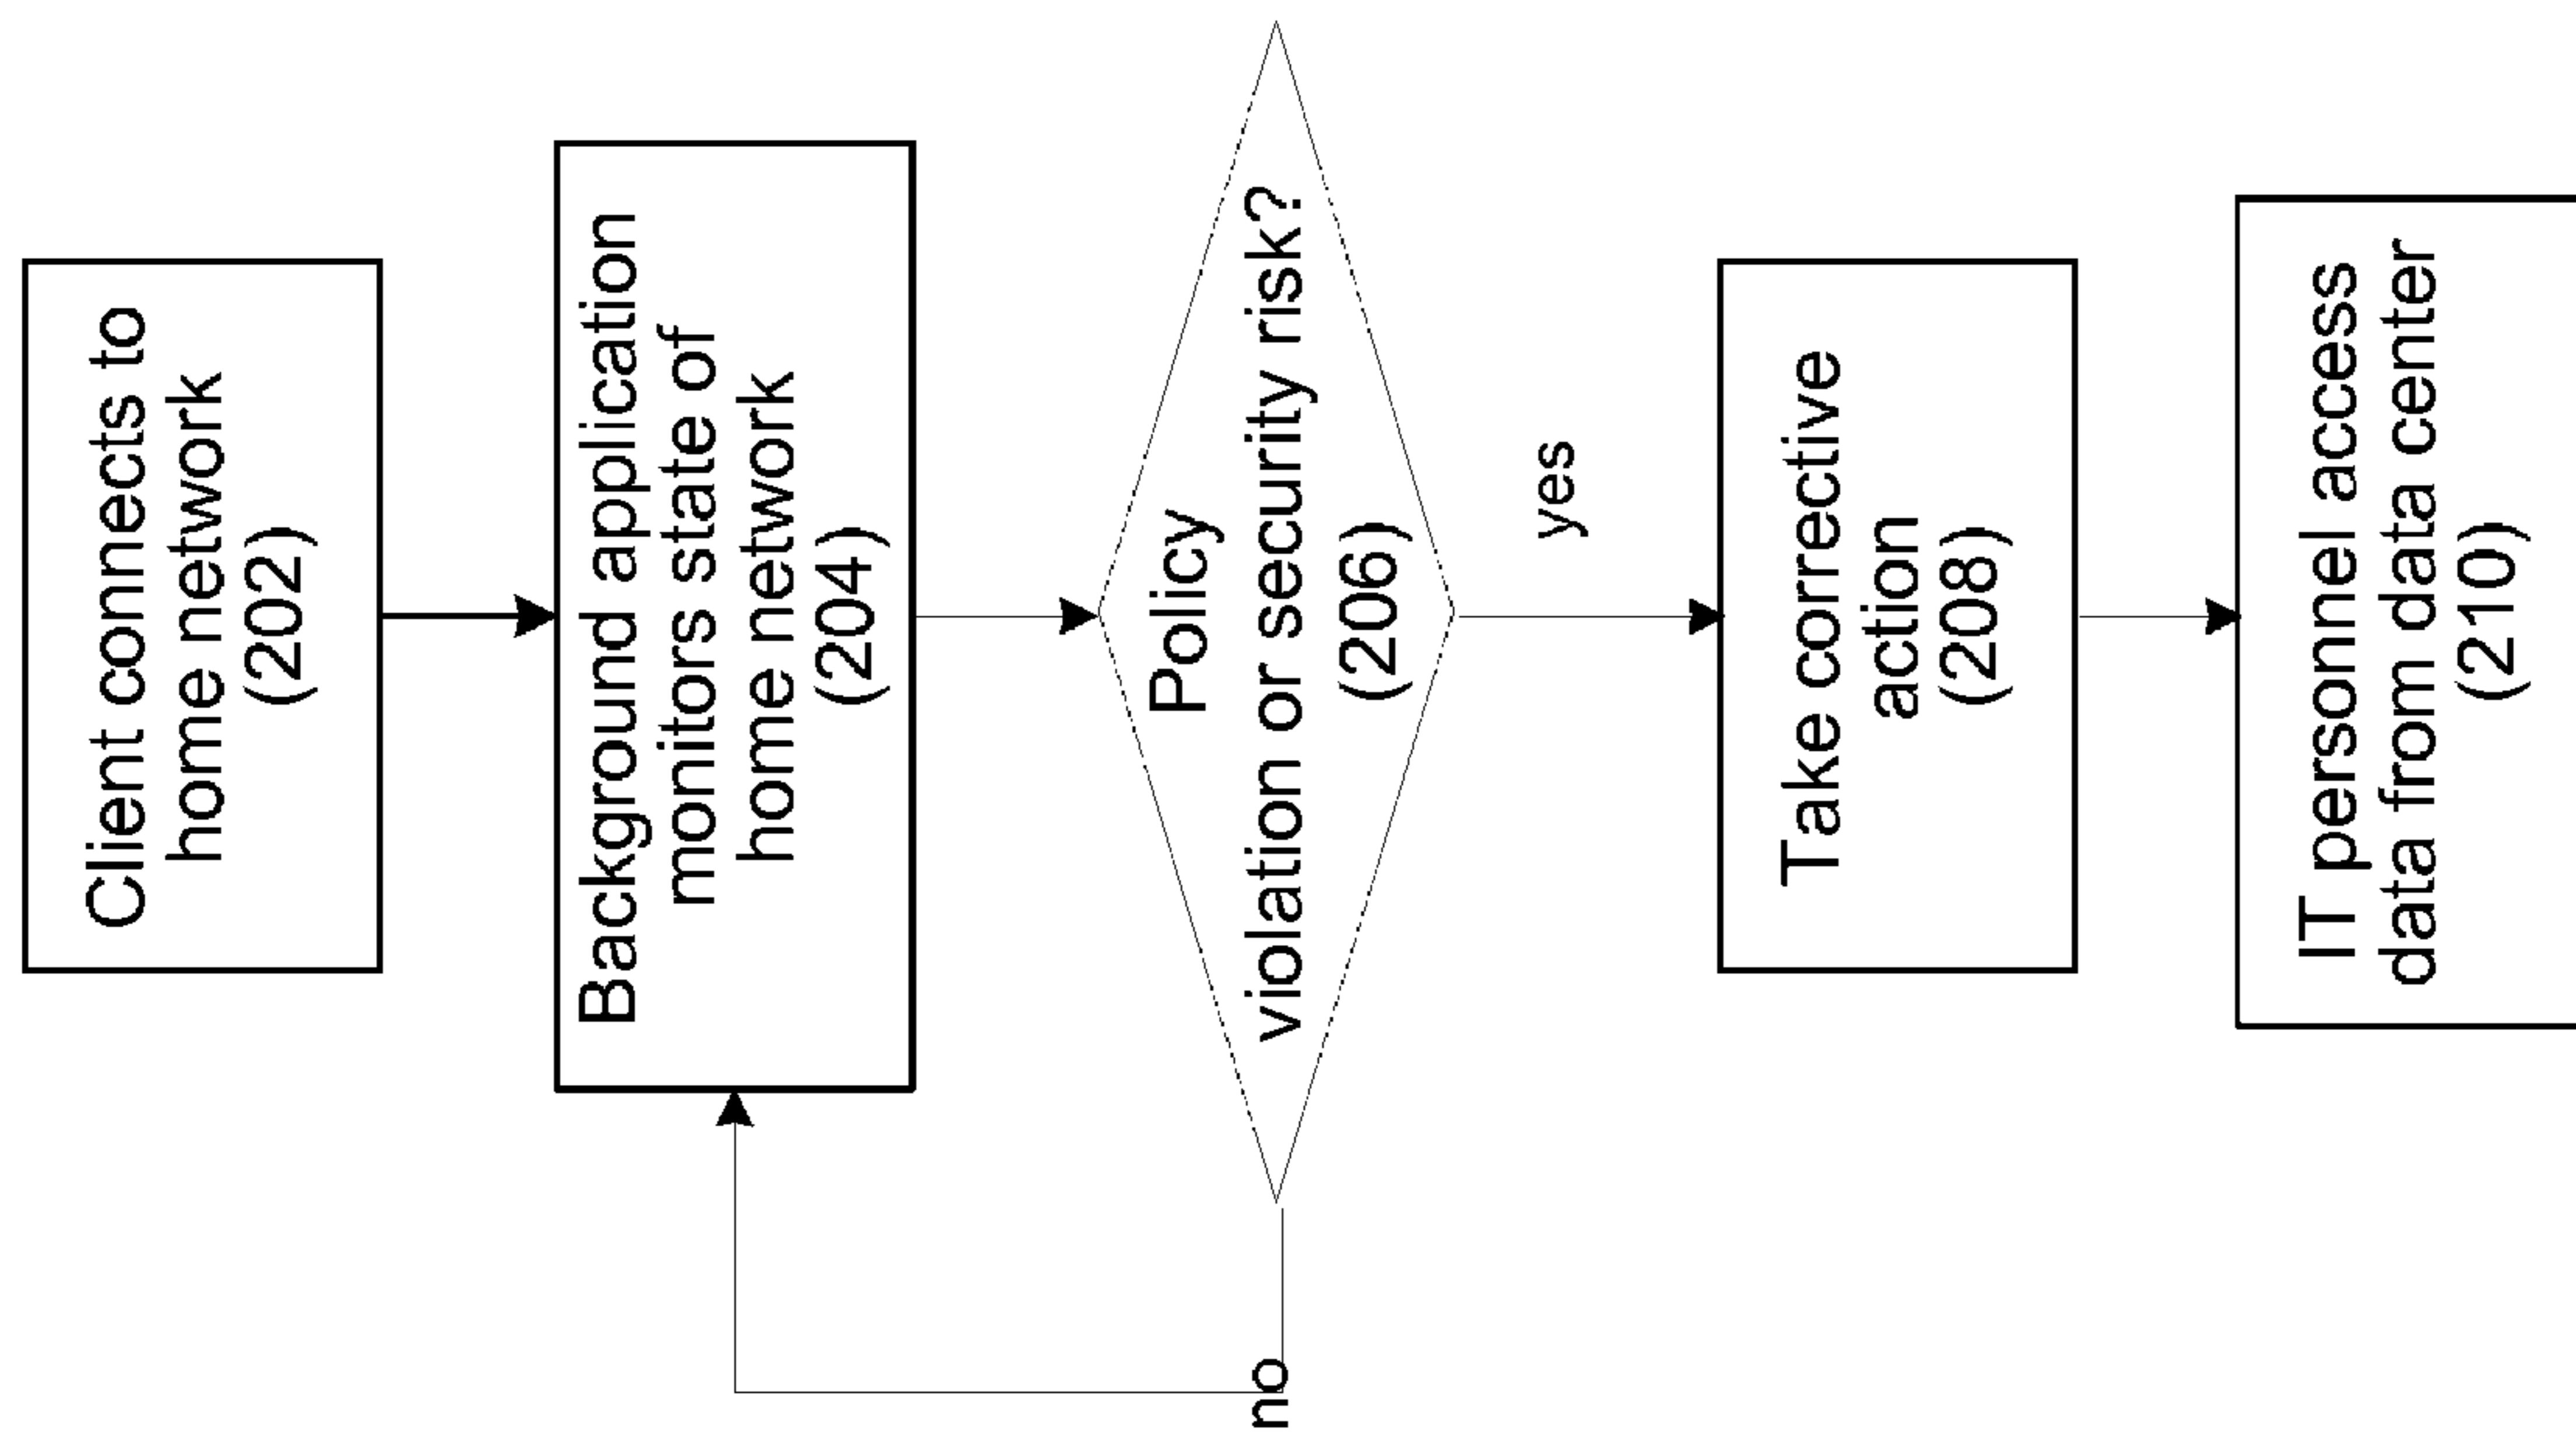 Client connects to
home network
(202)
Background application
monitors state of
home network
(204)
Policy
violation or security risk?
(206)
no
yes
Take corrective
action
(208)
IT personnel access
data from data center
(210)